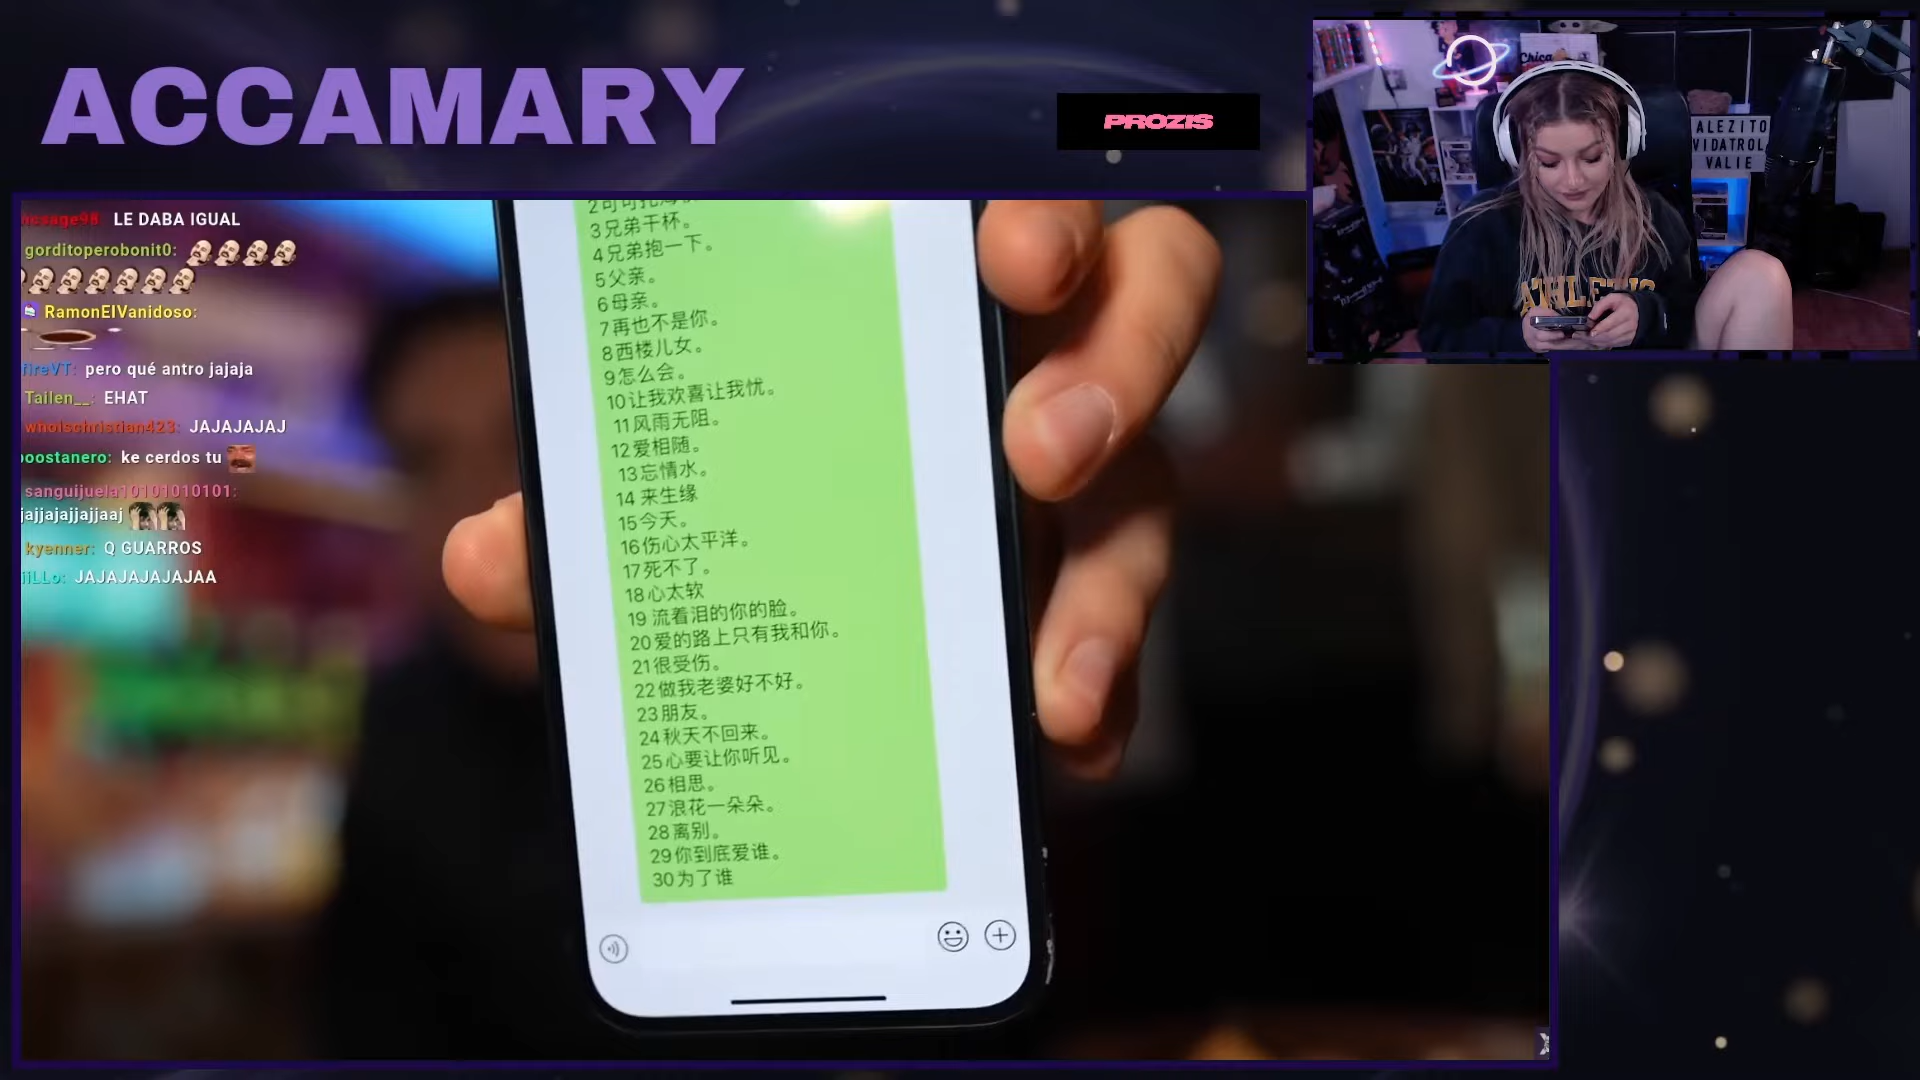 ACCAMARY
PROZIS
Chica
ALEZITO
VIDATROL
VALIE
ATHLETIC
LE DABA IGUAL
gorditoperobonit0:
RamonElVanidoso:
fireVT: pero qué antro jajaja
Tailen__: EHAT
whoIschristian423: JAJAJAJAJ
oostanero: ke cerdos tu
sanguijuela10101010101:
jajjajajjajjaaj
kyenner: Q GUARROS
iiLLo: JAJAJAJAJAJAA
3兄弟干杯。
4兄弟抱一下。
5父亲。
6母亲。
7再也不是你。
8西楼儿女。
9怎么会。
10让我欢喜让我忧。
11风雨无阻。
12爱相随。
13忘情水。
14 来生缘
15今天。
16伤心太平洋。
17死不了。
18心太软
19 流着泪的你的脸。
20爱的路上只有我和你。
21很受伤。
22做我老婆好不好。
23朋友。
24秋天不回来。
25心要让你听见。
26相思。
27浪花一朵朵。
28离别。
29你到底爱谁。
30为了谁